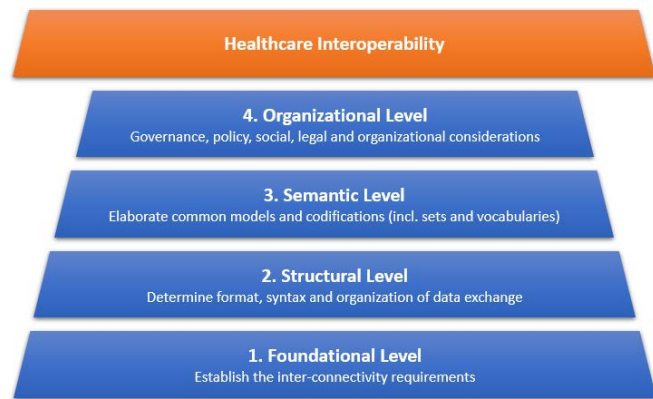 Healthcare Interoperability
4. Organizational Level
Governance, policy, social, legal and organizational considerations
3. Semantic Level
Elaborate common models and codifications (incl. sets and vocabularies)
2. Structural Level
Determine format, syntax and organization of data exchange
1. Foundational Level
Establish the inter-connectivity requirements